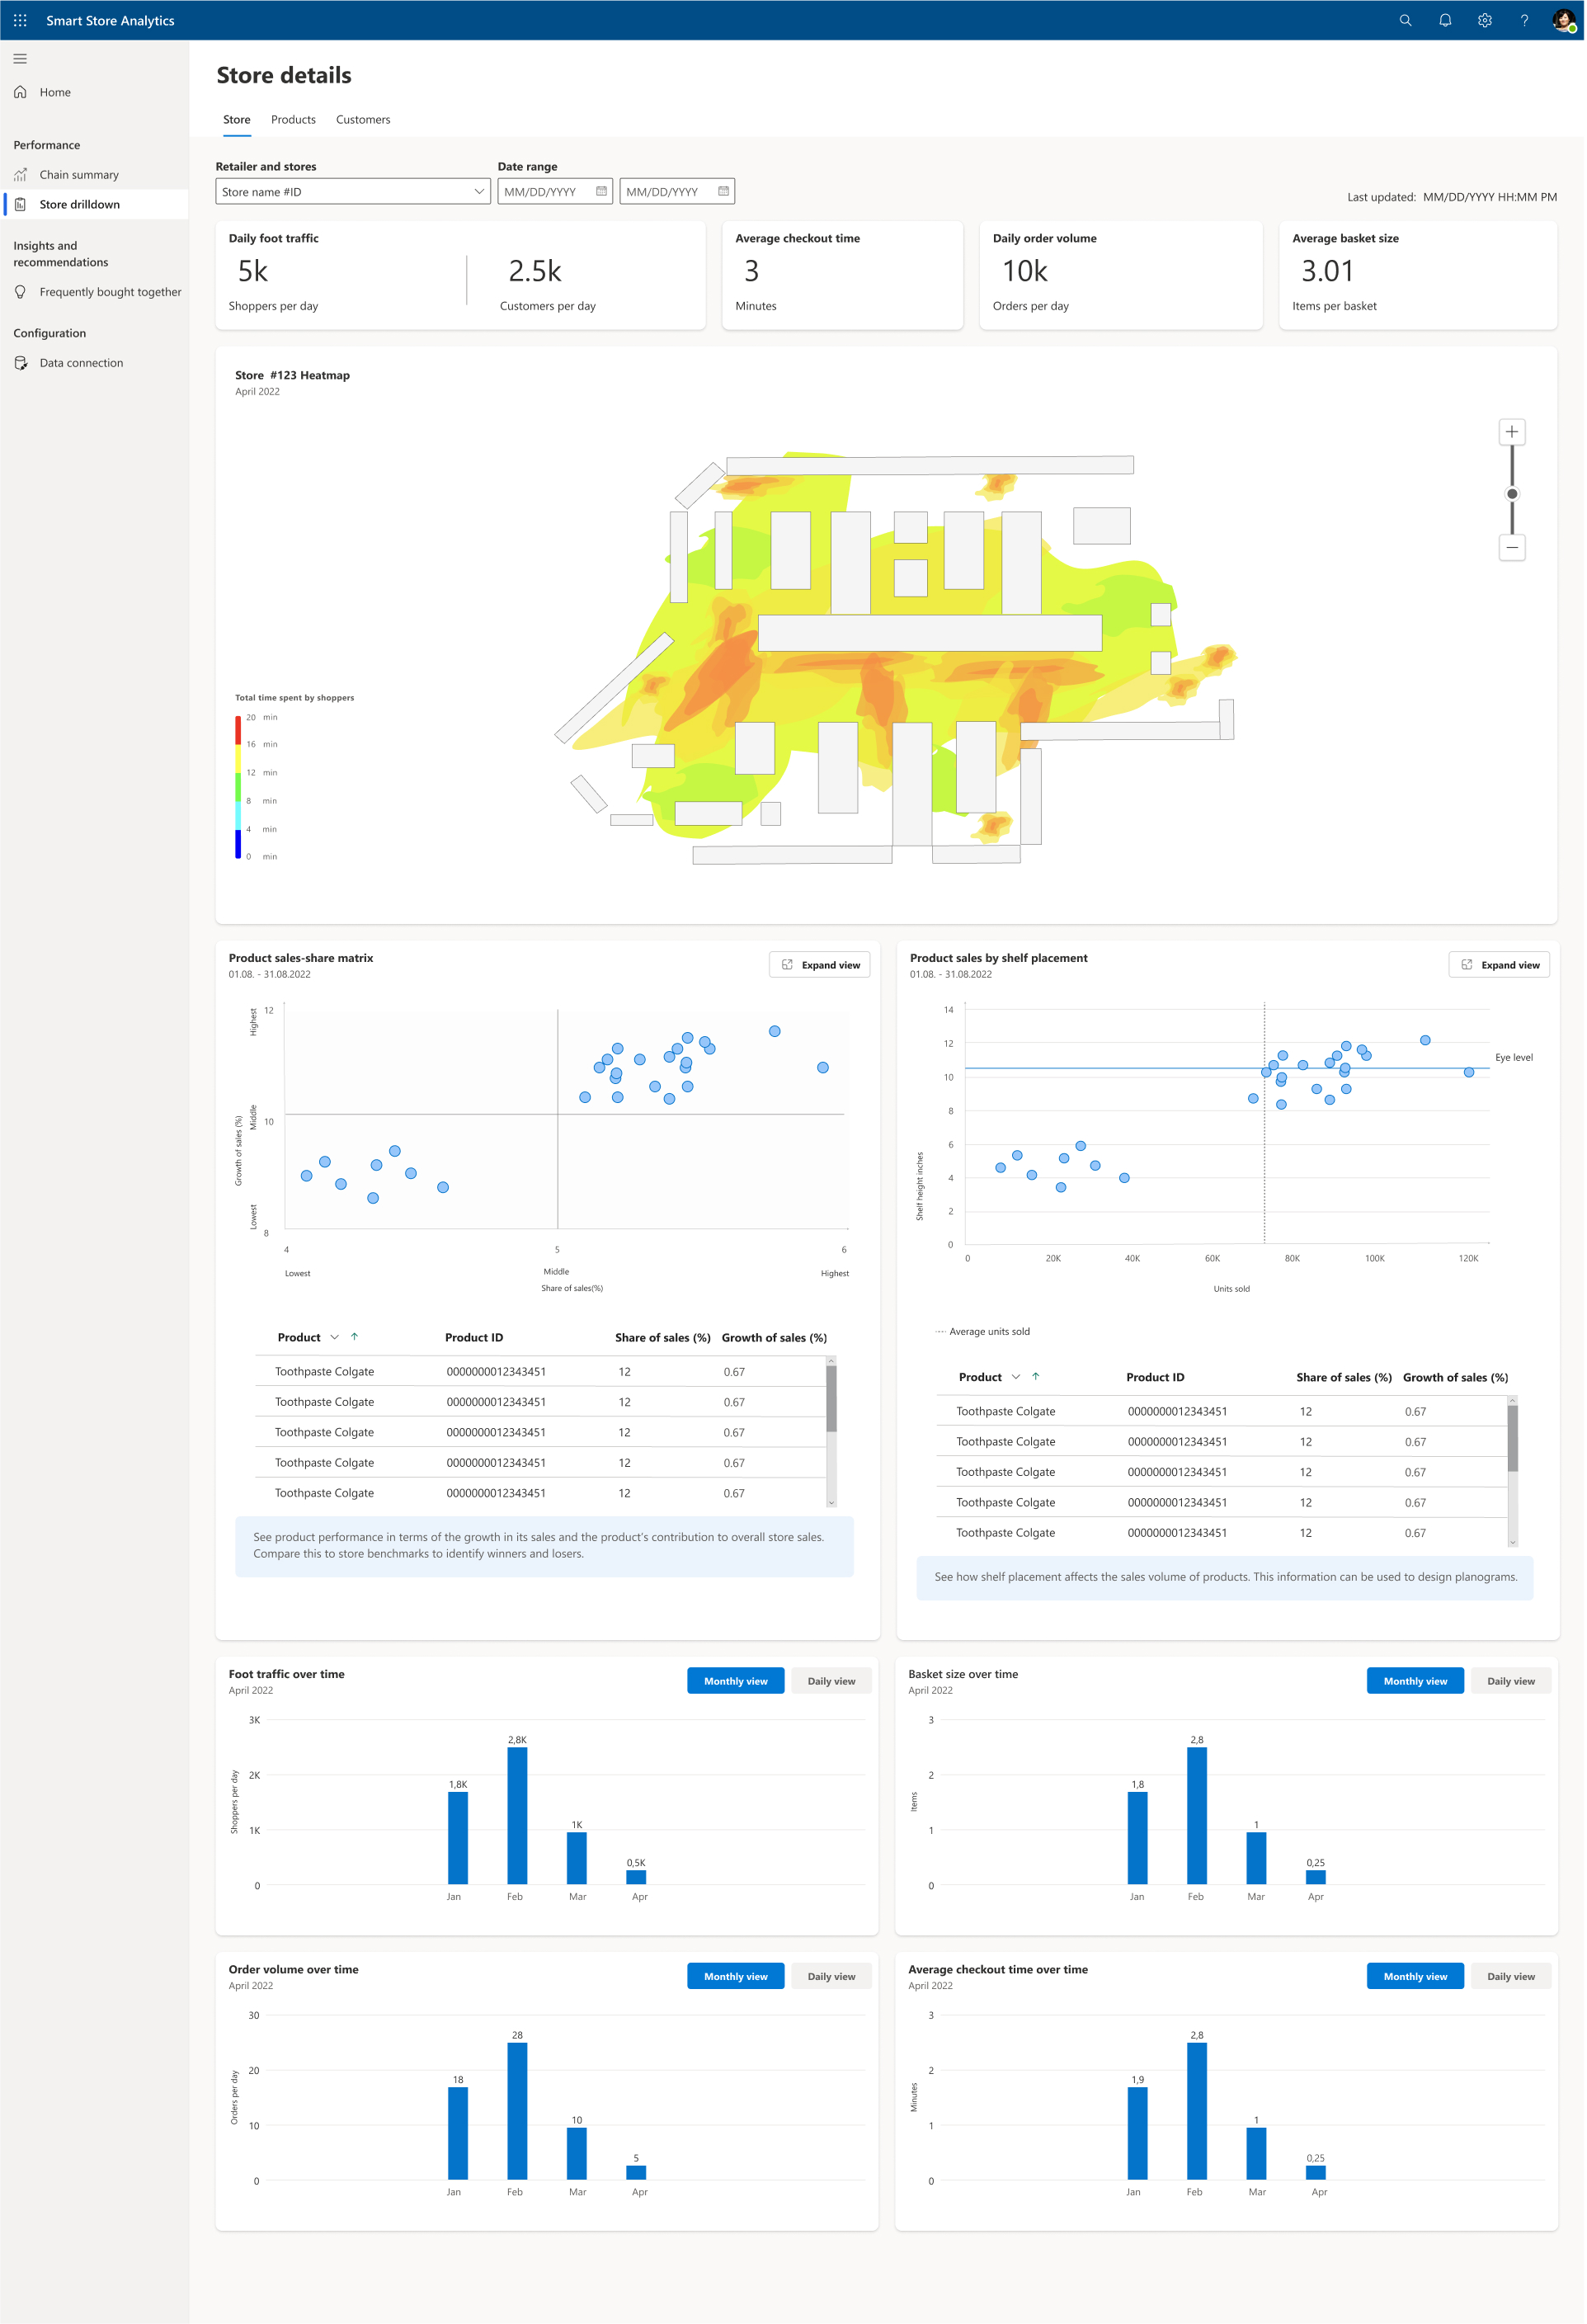 Smart Store Analytics
?
Home
Performance
Chain summary
Store drilldown
Insights and
recommendations
Frequently bought together
Configuration
Data connection
Store details
Store Products Customers
Retailer and stores
Store name #ID
Date range
MM/DD/YYYY MM/DD/YYYY
Last updated: MM/DD/YYYY HH:MM PM
Daily foot traffic
5k
Shoppers per day
2.5k
Customers per day
Average checkout time
3
Minutes
Daily order volume
10k
Orders per day
Average basket size
3.01
Items per basket
Store #123 Heatmap
April 2022
Total time spent by shoppers
20 min
16 min
12 min
8 min
4 min
0 min
Product sales-share matrix
01.08. - 31.08.2022
Expand view
Highest
12
Middle
10
Growth of sales (%)
Lowest
8
4 5 6
Lowest Middle Highest
Share of sales(%)
Product Product ID Share of sales (%) Growth of sales (%)
Toothpaste Colgate 0000000012343451 12 0.67
Toothpaste Colgate 0000000012343451 12 0.67
Toothpaste Colgate 0000000012343451 12 0.67
Toothpaste Colgate 0000000012343451 12 0.67
Toothpaste Colgate 0000000012343451 12 0.67
See product performance in terms of the growth in its sales and the product's contribution to overall store sales.
Compare this to store benchmarks to identify winners and losers.
Product sales by shelf placement
01.08. - 31.08.2022
Expand view
14
12
10
8
6
4
2
0
Shelf height inches
Eye level
0 20K 40K 60K 80K 100K 120K
Units sold
Average units sold
Product Product ID Share of sales (%) Growth of sales (%)
Toothpaste Colgate 0000000012343451 12 0.67
Toothpaste Colgate 0000000012343451 12 0.67
Toothpaste Colgate 0000000012343451 12 0.67
Toothpaste Colgate 0000000012343451 12 0.67
Toothpaste Colgate 0000000012343451 12 0.67
See how shelf placement affects the sales volume of products. This information can be used to design planograms.
Foot traffic over time
April 2022
Monthly view Daily view
3K
2K
1K
0
Shoppers per day
1,8K
2,8K
1K
0,5K
Jan Feb Mar Apr
Basket size over time
April 2022
Monthly view Daily view
3
2
1
0
Items
1,8
2,8
1
0,25
Jan Feb Mar Apr
Order volume over time
April 2022
Monthly view Daily view
30
20
10
0
Orders per day
18
28
10
5
Jan Feb Mar Apr
Average checkout time over time
April 2022
Monthly view Daily view
3
2
1
0
Minutes
1,9
2,8
1
0,25
Jan Feb Mar Apr